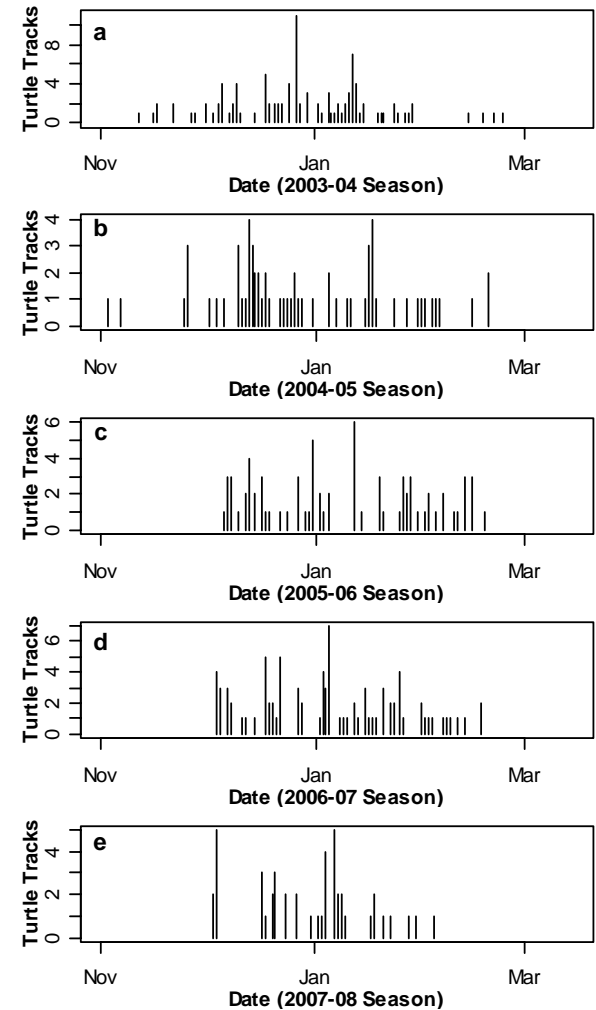 a
Turtle Tracks
0 4 8
Nov Jan Mar
Date (2003-04 Season)
b
Turtle Tracks
0 1 2 3 4
Nov Jan Mar
Date (2004-05 Season)
c
Turtle Tracks
0 2 4 6
Nov Jan Mar
Date (2005-06 Season)
d
Turtle Tracks
0 2 4 6
Nov Jan Mar
Date (2006-07 Season)
e
Turtle Tracks
0 2 4
Nov Jan Mar
Date (2007-08 Season)